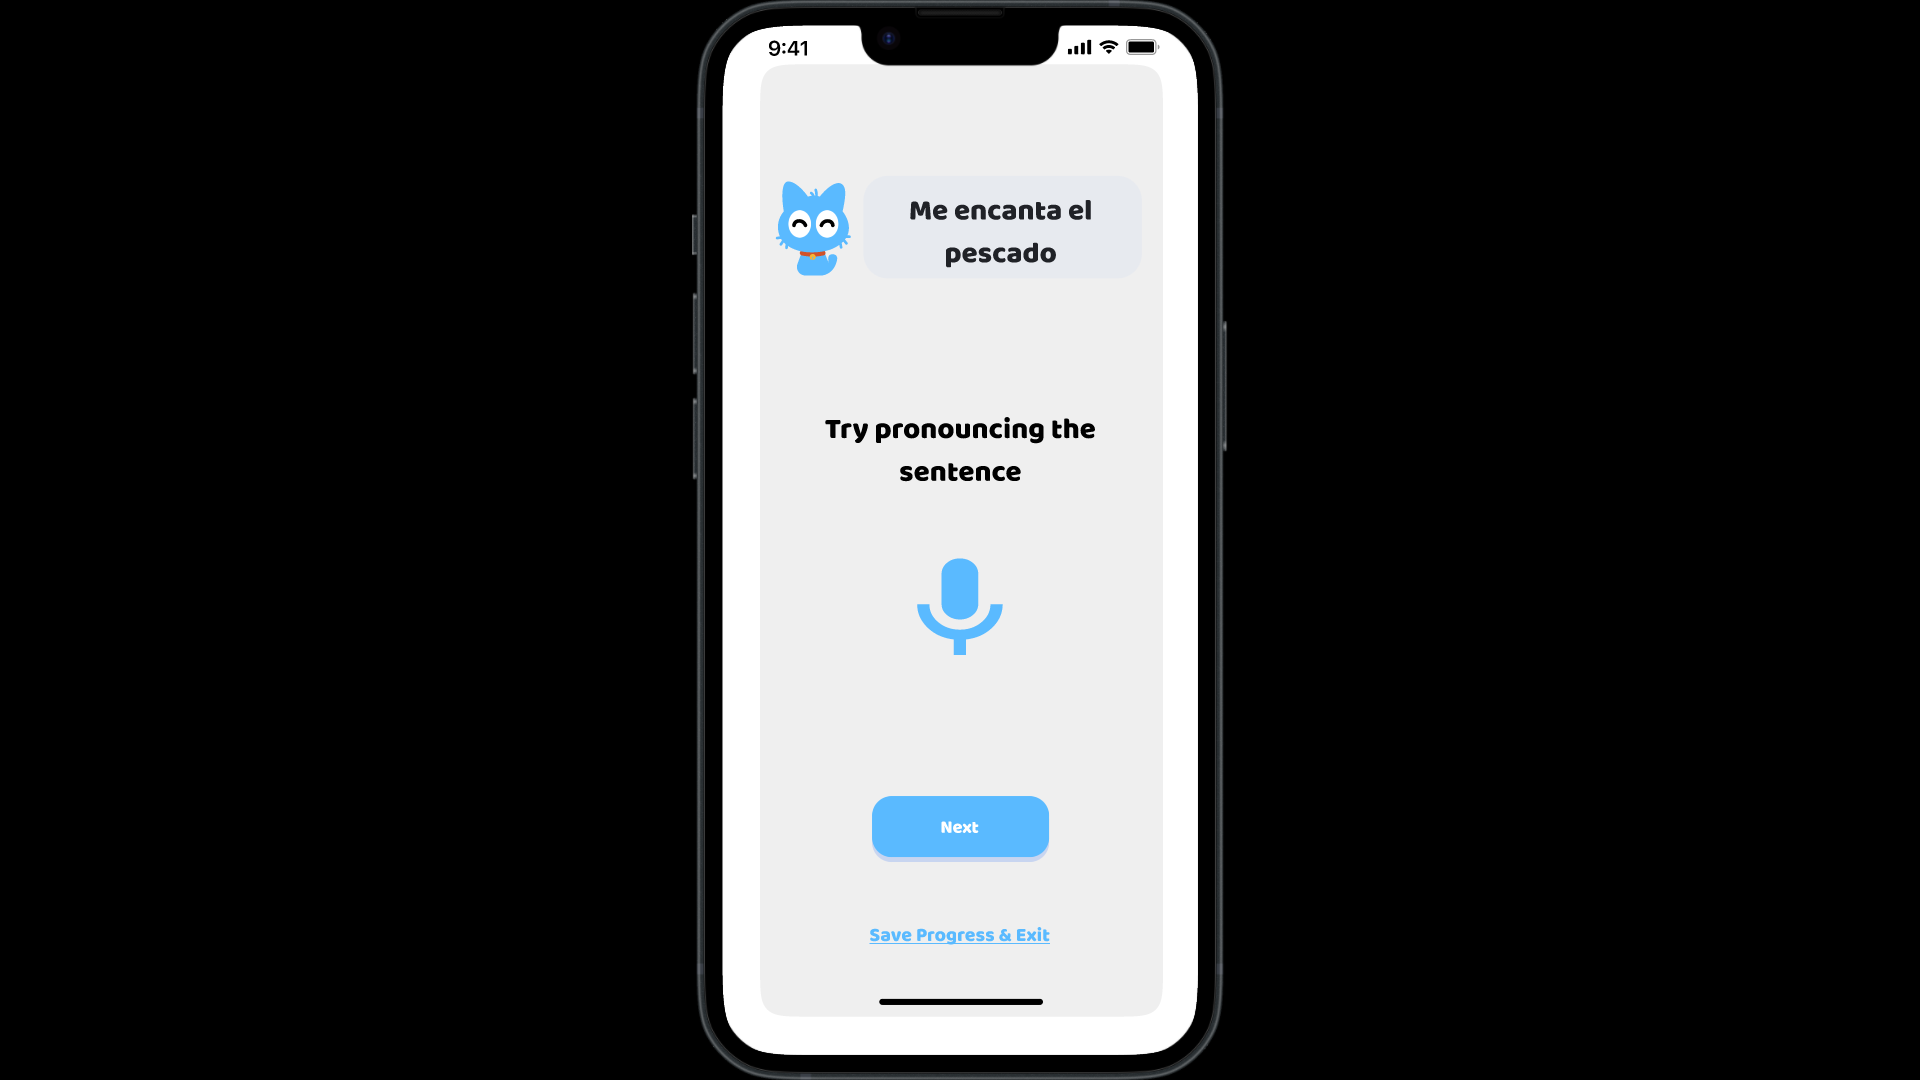 9:41
Me encanta el
pescado
Try pronouncing the
sentence
Next
Save Progress & Exit